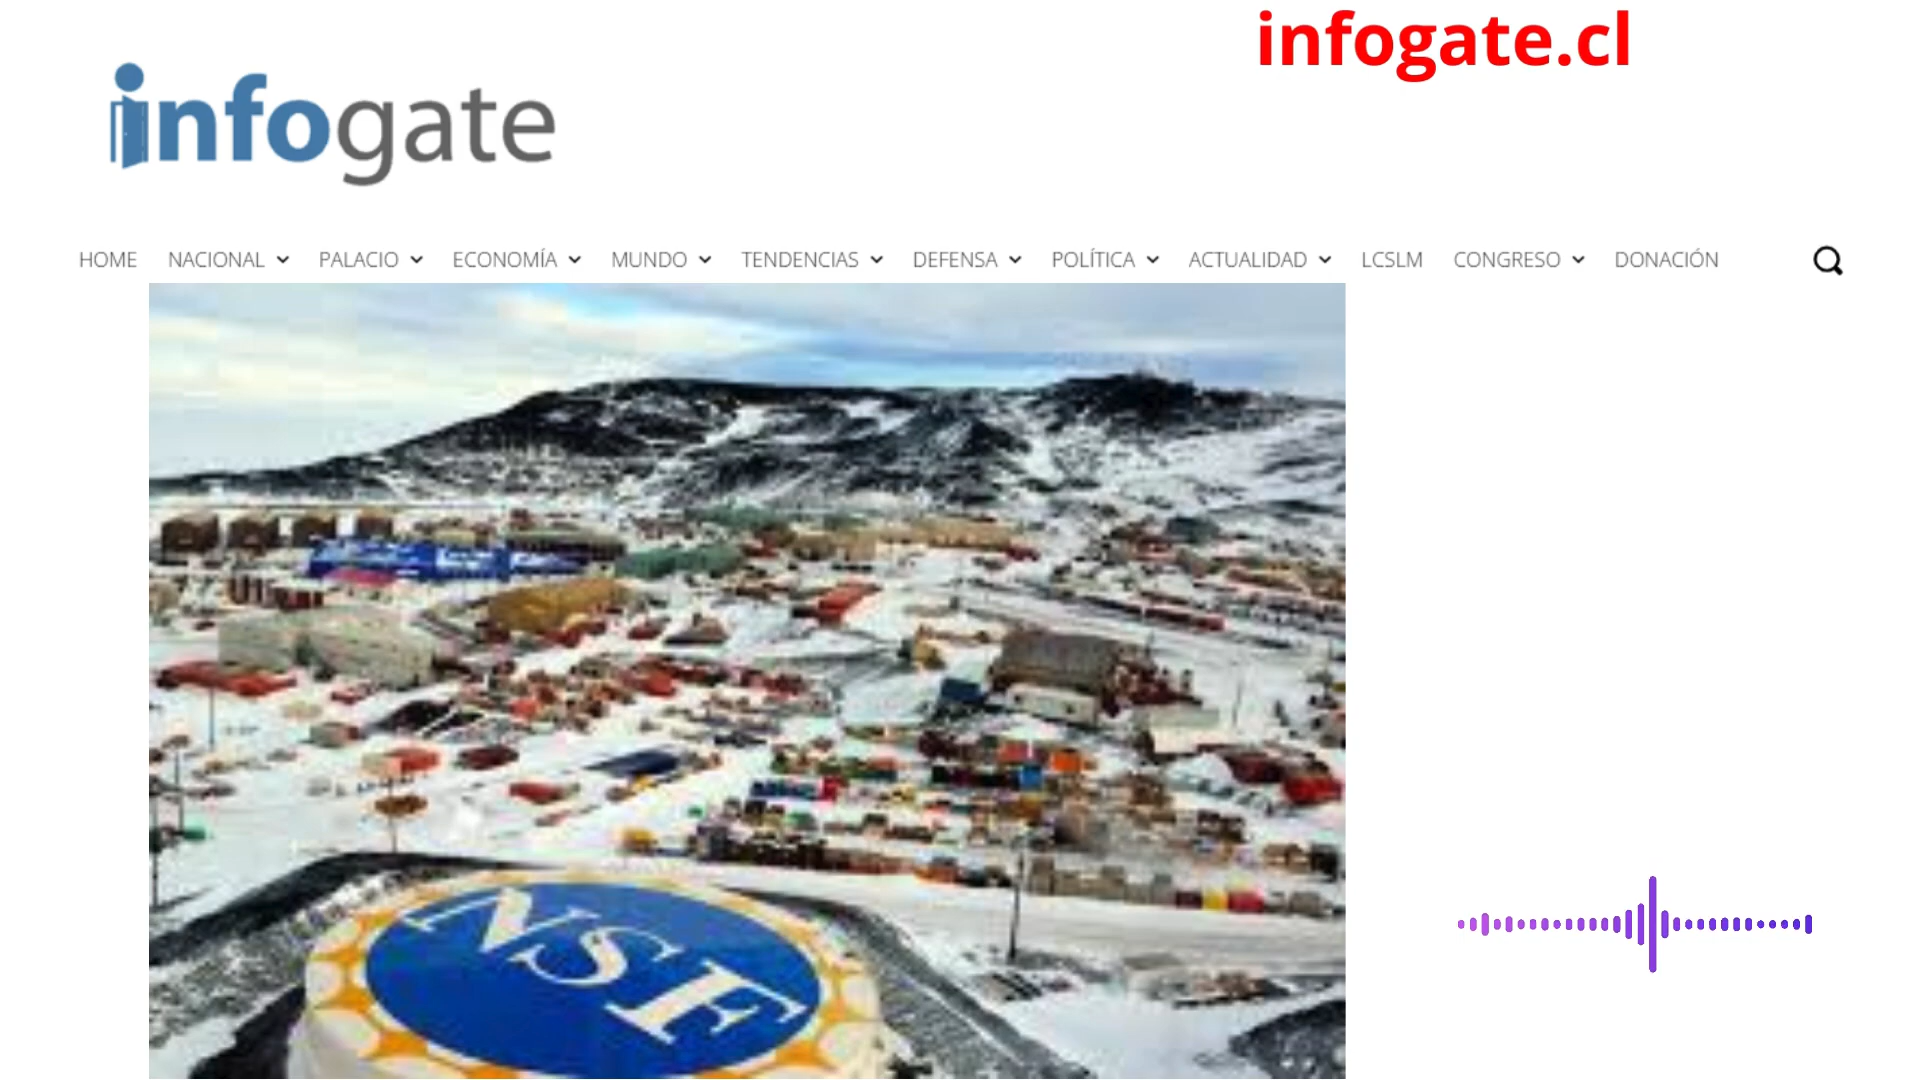 infogate.cl
infogate
HOME NACIONAL PALACIO ECONOMÍA MUNDO TENDENCIAS DEFENSA POLÍTICA ACTUALIDAD LCSLM CONGRESO DONACIÓN
NSF